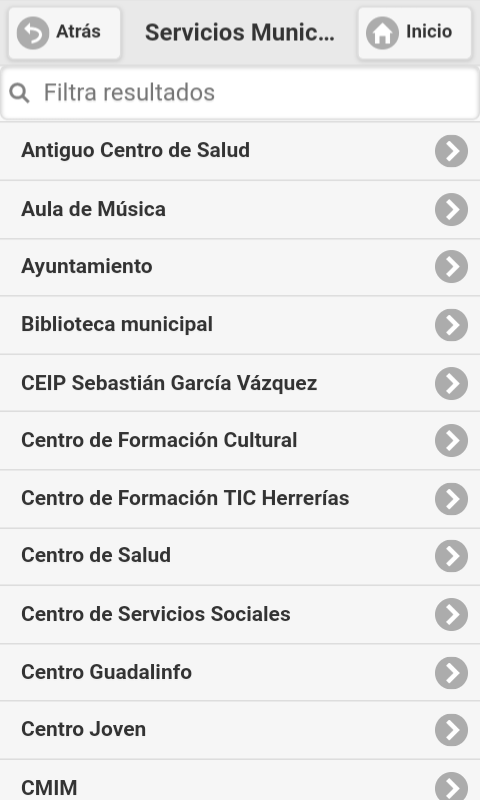 Atrás
Servicios Munic...
Inicio
Filtra resultados
Antiguo Centro de Salud
Aula de Música
Ayuntamiento
Biblioteca municipal
CEIP Sebastián García Vázquez
Centro de Formación Cultural
Centro de Formación TIC Herrerías
Centro de Salud
Centro de Servicios Sociales
Centro Guadalinfo
Centro Joven
CMIM